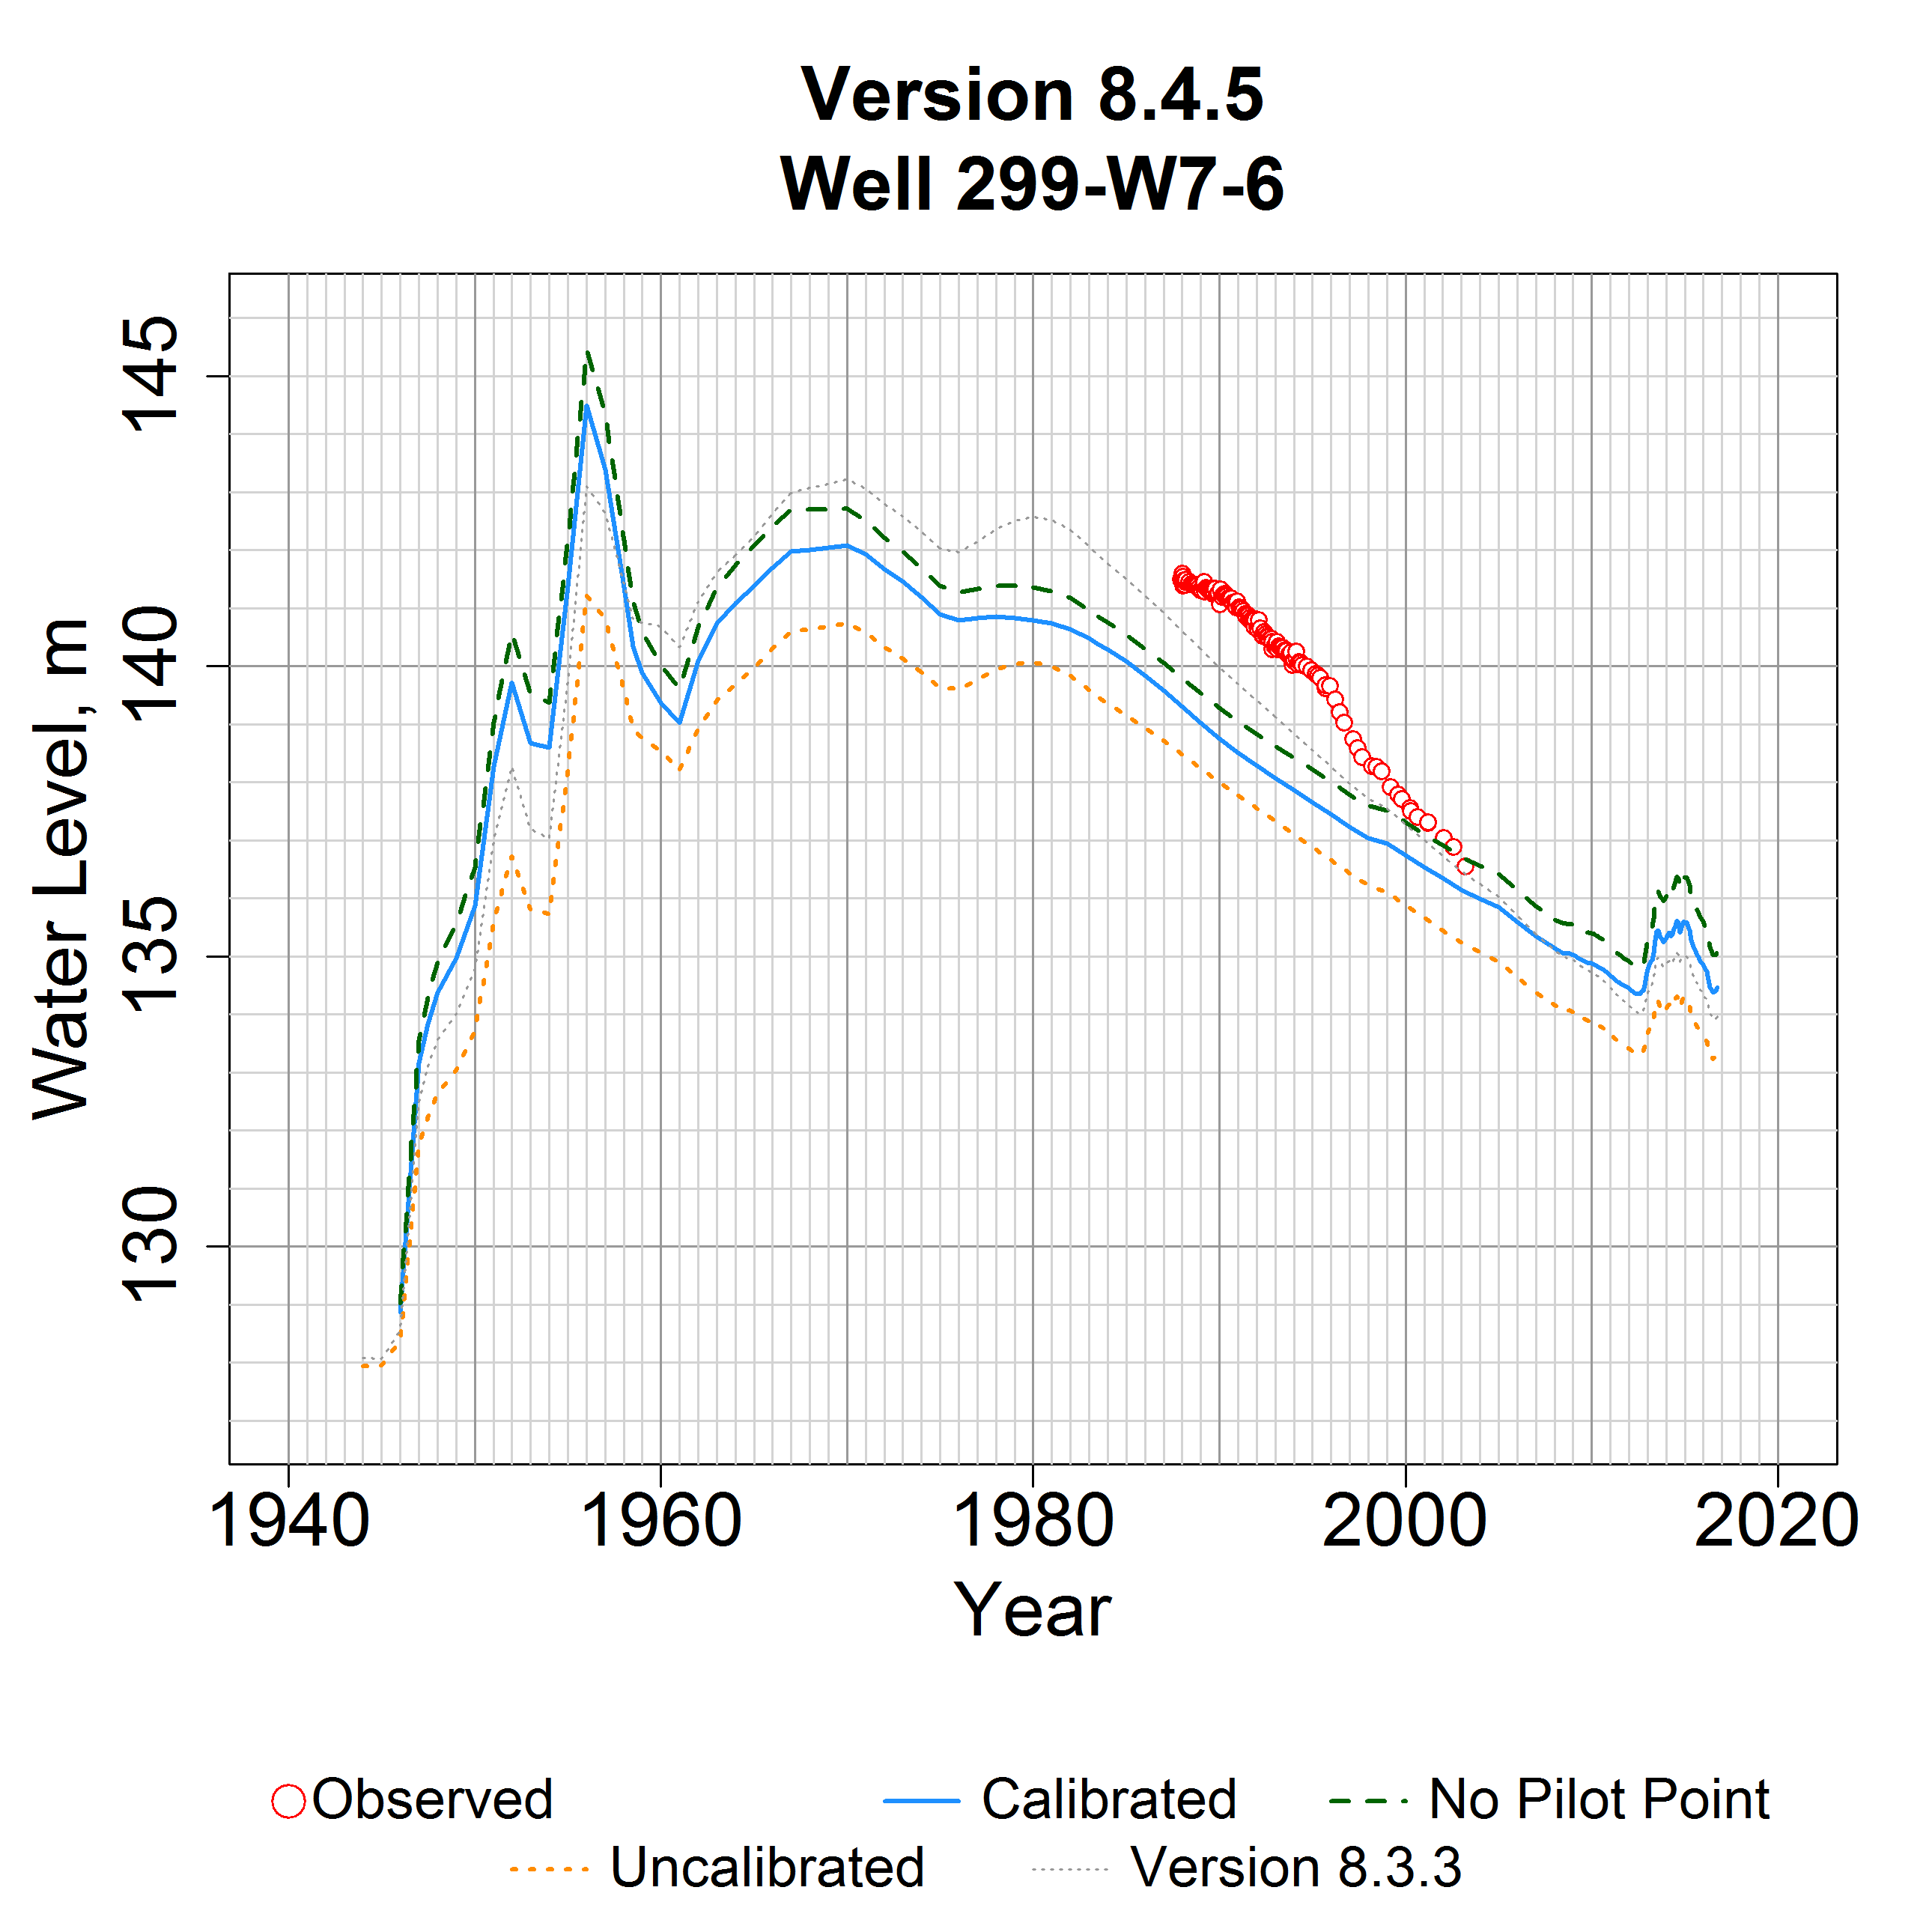 Version 8.4.5
Well 299-W7-6
Water Level, m
145
140
135
130
1940 1960 1980 2000 2020
Year
Observed Calibrated No Pilot Point
Uncalibrated Version 8.3.3